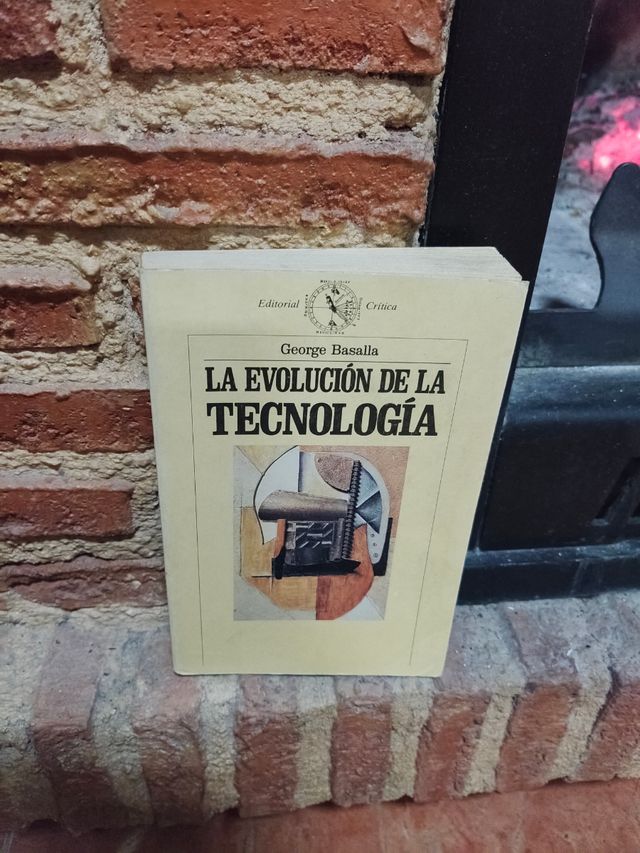 Editorial Crítica
George Basalla
LA EVOLUCIÓN DE LA
TECNOLOGÍA